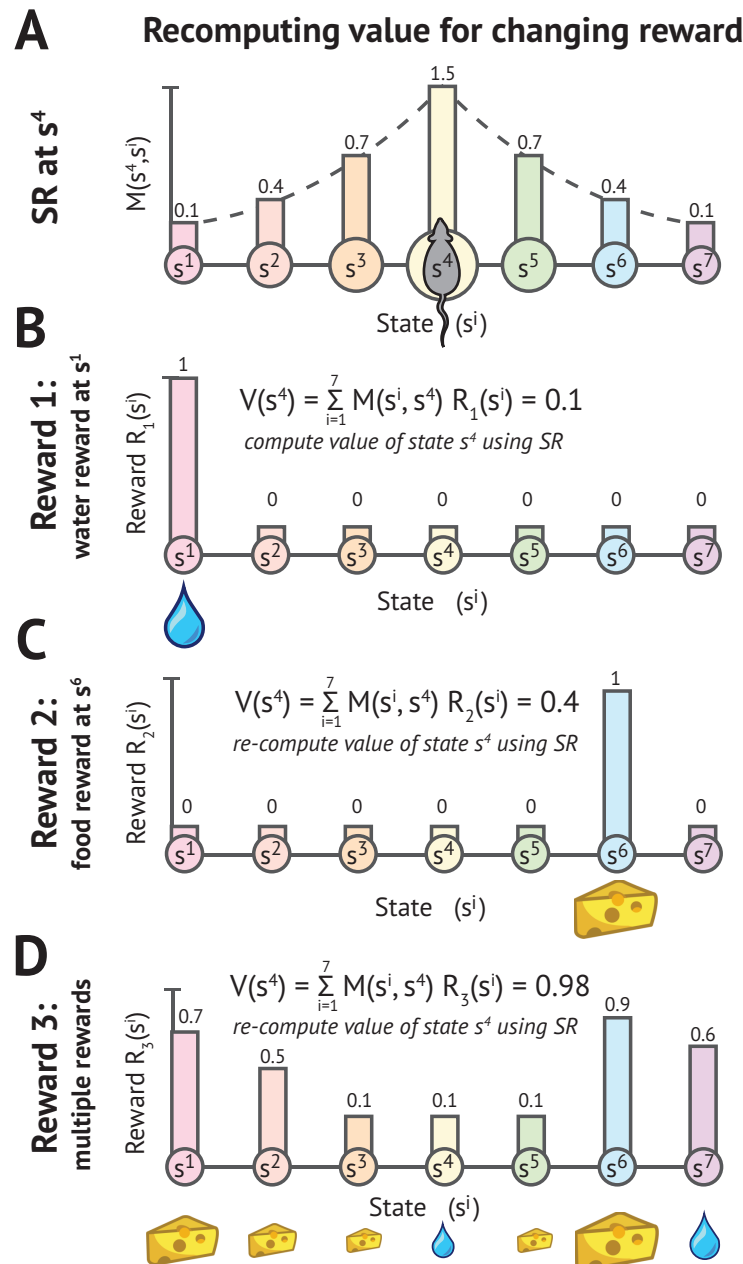 A
Recomputing value for changing reward
SR at s⁴
M(s⁴,sⁱ)
0.1
0.4
0.7
1.5
0.7
0.4
0.1
s¹
s²
s³
s⁴
s⁵
s⁶
s⁷
State (sⁱ)
B
Reward 1:
water reward at s¹
Reward R₁(sⁱ)
V(s⁴) = Σ M(sⁱ, s⁴) R₁(sⁱ) = 0.1
7
i=1
compute value of state s⁴ using SR
1
0
0
0
0
0
0
s¹
s²
s³
s⁴
s⁵
s⁶
s⁷
State (sⁱ)
C
Reward 2:
food reward at s⁶
Reward R₂(sⁱ)
V(s⁴) = Σ M(sⁱ, s⁴) R₂(sⁱ) = 0.4
7
i=1
re-compute value of state s⁴ using SR
0
0
0
0
0
1
0
s¹
s²
s³
s⁴
s⁵
s⁶
s⁷
State (sⁱ)
D
Reward 3:
multiple rewards
Reward R₃(sⁱ)
V(s⁴) = Σ M(sⁱ, s⁴) R₃(sⁱ) = 0.98
7
i=1
re-compute value of state s⁴ using SR
0.7
0.5
0.1
0.1
0.1
0.9
0.6
s¹
s²
s³
s⁴
s⁵
s⁶
s⁷
State (sⁱ)